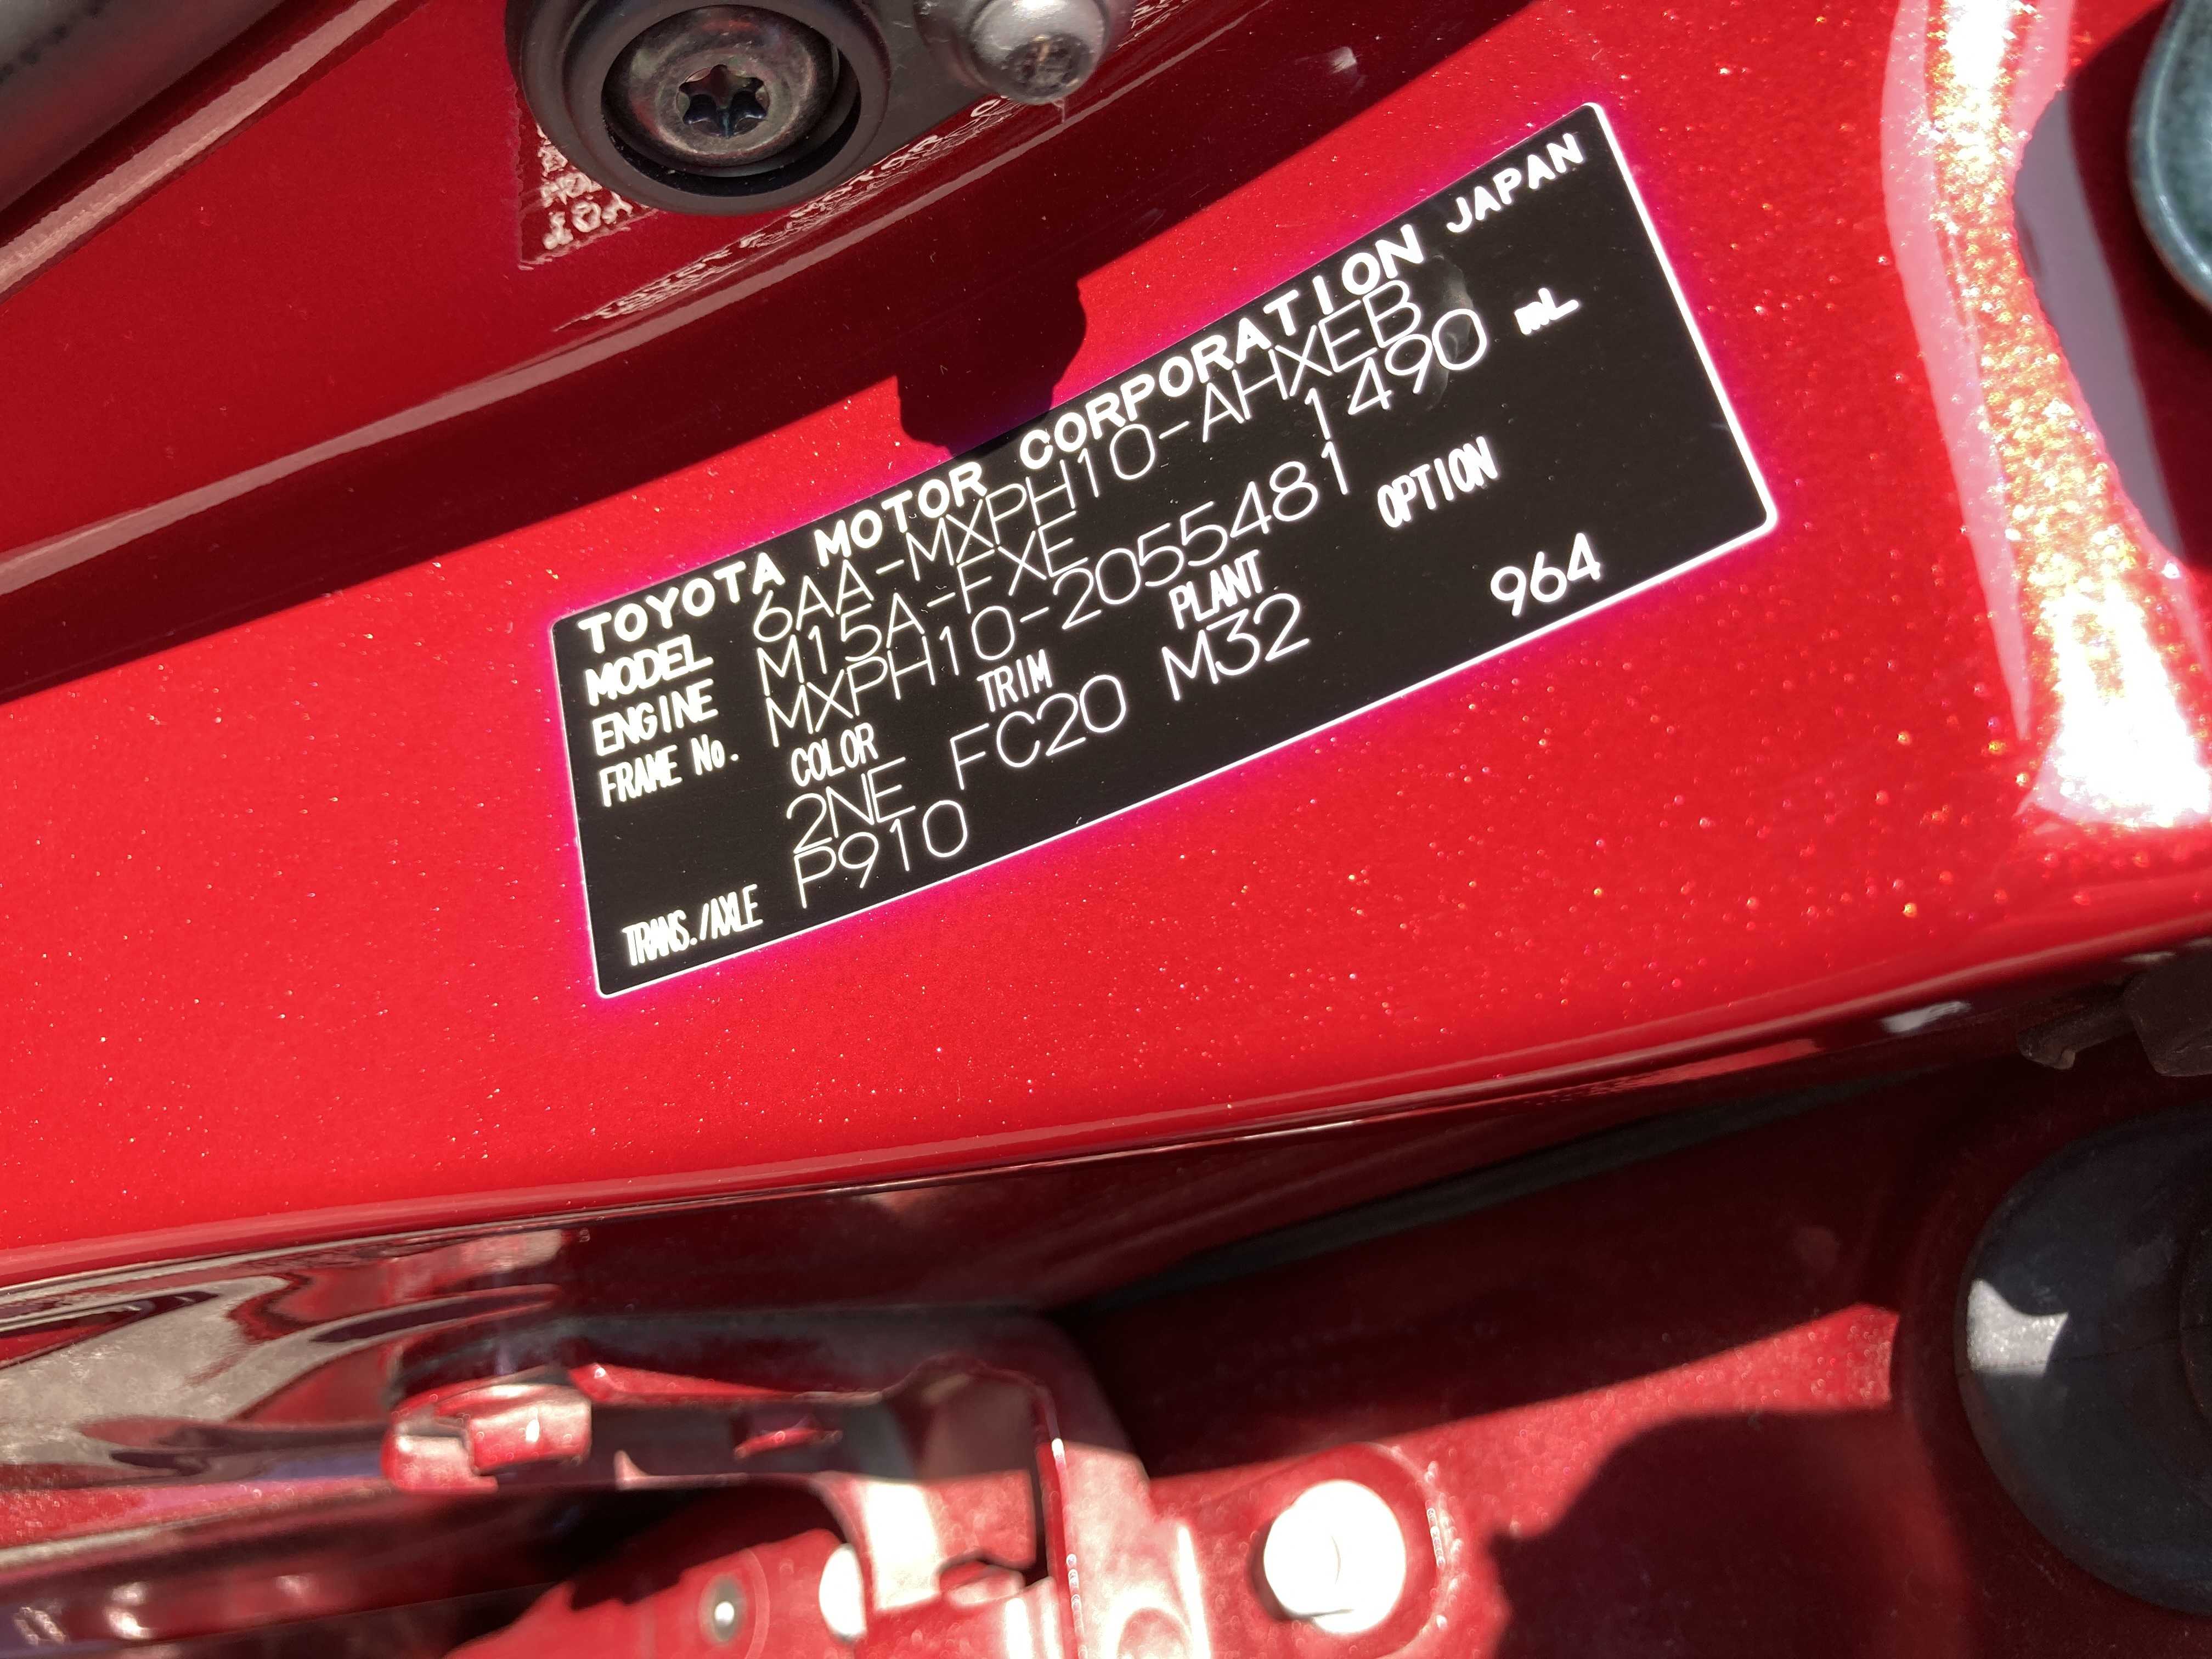 TOYOTA MOTOR CORPORATION JAPAN
MODEL 6AA-MXPH10-AHXEB
ENGINE M15A-FXE 1490 mL
FRAME No. MXPH10-2055481
COLOR TRIM PLANT OPTION
2NE FC20 M32 964
TRANS./AXLE P910